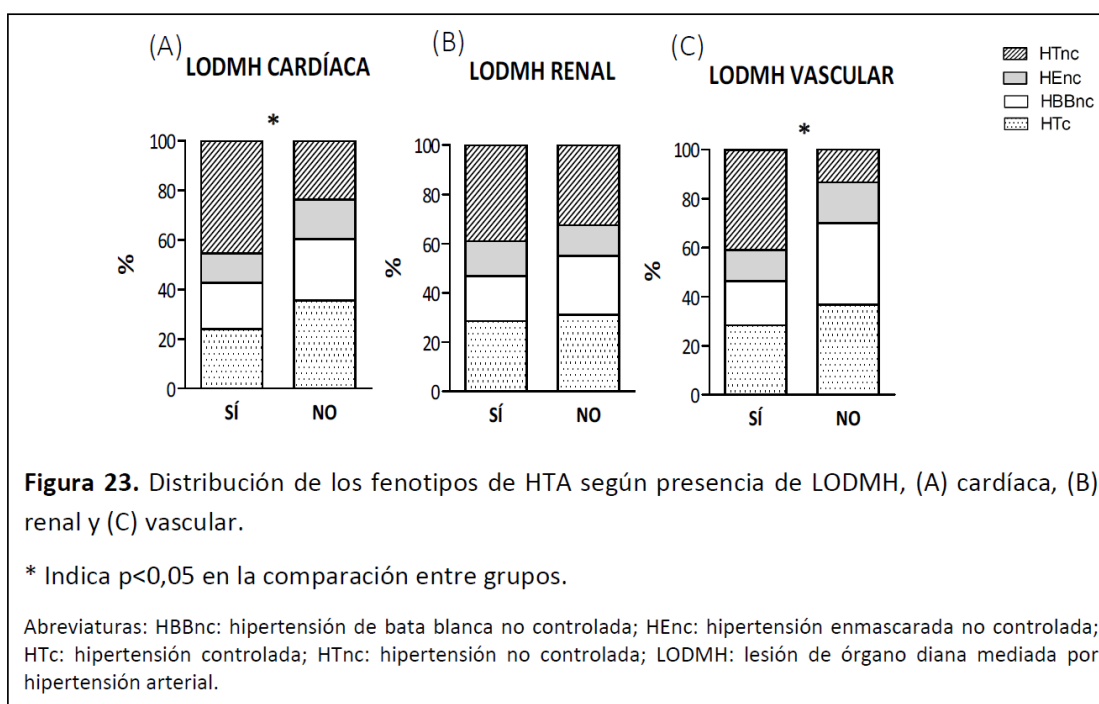 (A)
LODMH CARDÍACA
*
%
100
80
60
40
20
0
SÍ
NO
(B)
LODMH RENAL
%
100
80
60
40
20
0
SÍ
NO
(C)
LODMH VASCULAR
*
%
100
80
60
40
20
0
SÍ
NO
HTnc
HEnc
HBBnc
HTc
Figura 23. Distribución de los fenotipos de HTA según presencia de LODMH, (A) cardíaca, (B)
renal y (C) vascular.
* Indica p<0,05 en la comparación entre grupos.
Abreviaturas: HBBnc: hipertensión de bata blanca no controlada; HEnc: hipertensión enmascarada no controlada;
HTc: hipertensión controlada; HTnc: hipertensión no controlada; LODMH: lesión de órgano diana mediada por
hipertensión arterial.